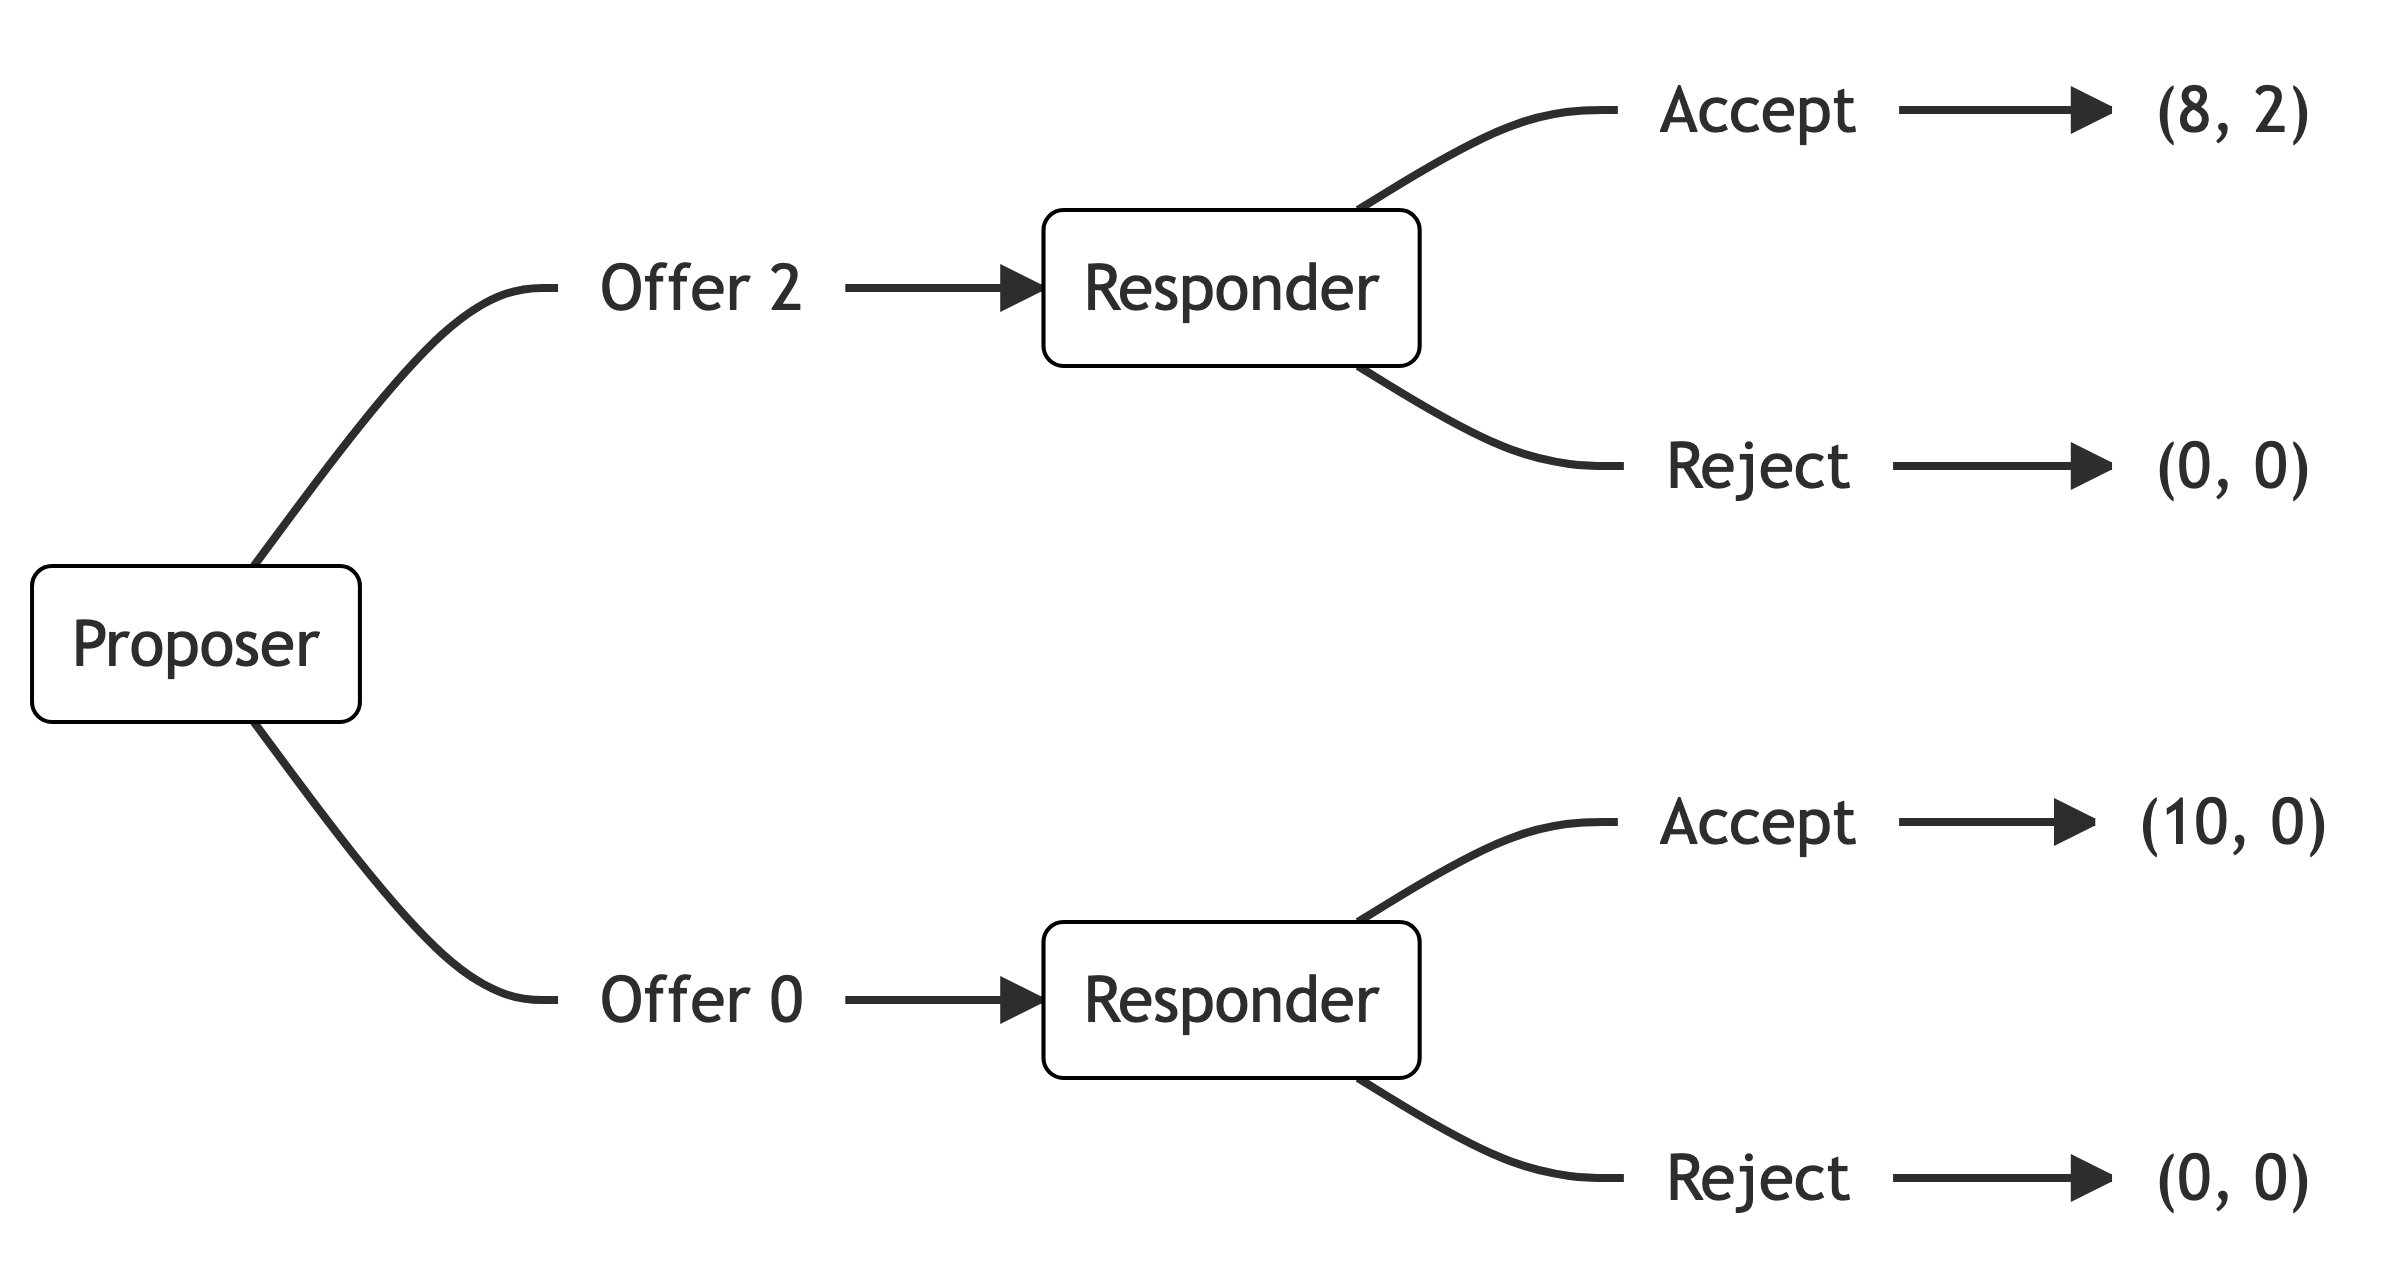 Accept (8, 2)
Offer 2 Responder
Reject (0, 0)
Proposer
Accept (10, 0)
Offer 0 Responder
Reject (0, 0)